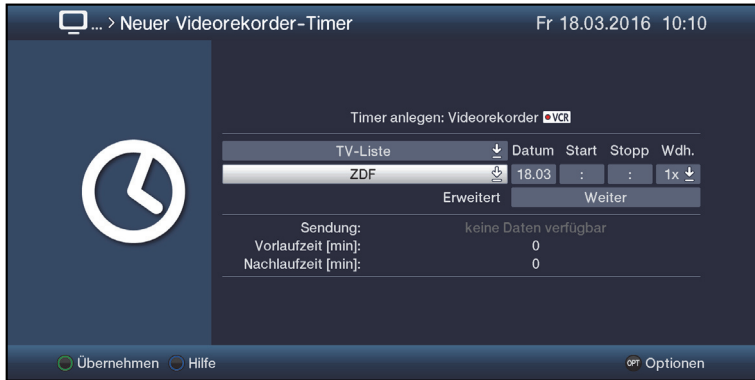 ... > Neuer Videorekorder-Timer Fr 18.03.2016 10:10
Timer anlegen: Videorekorder VCR
TV-Liste Datum Start Stopp Wdh.
ZDF 18.03 : : 1x
Erweitert Weiter
Sendung: keine Daten verfügbar
Vorlaufzeit [min]: 0
Nachlaufzeit [min]: 0
Übernehmen Hilfe OPT Optionen